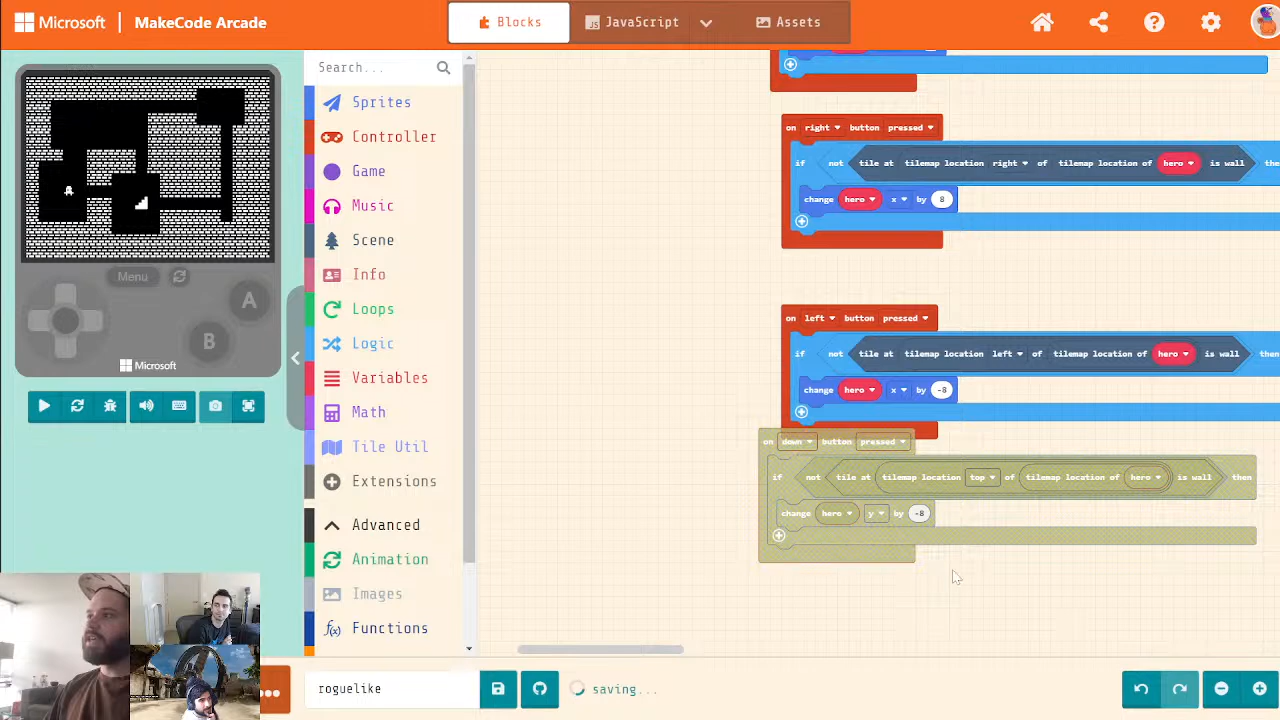 Microsoft | MakeCode Arcade
Blocks
JavaScript
Assets
Search...
Sprites
Controller
Game
Music
Scene
Info
Loops
Logic
Variables
Math
Tile Util
Extensions
Advanced
Animation
Images
Functions
Menu
A
B
Microsoft
on right button pressed
if not tile at tilemap location right of tilemap location of hero is wall then
change hero x by 8
on left button pressed
if not tile at tilemap location left of tilemap location of hero is wall then
change hero x by -8
on down button pressed
if not tile at tilemap location top of tilemap location of hero is wall then
change hero y by -8
roguelike
saving...